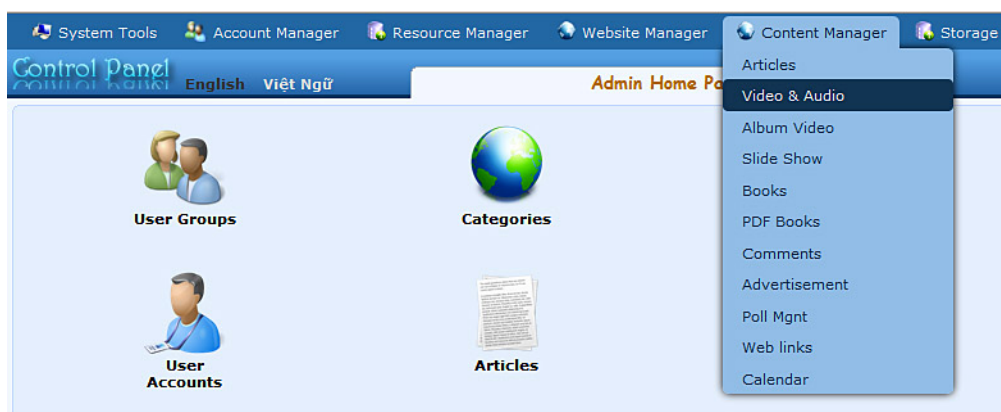 System Tools Account Manager Resource Manager Website Manager Content Manager Storage
Control Panel English Việt Ngữ Admin Home Pa
Articles
Video & Audio
Album Video
Slide Show
Books
PDF Books
Comments
Advertisement
Poll Mgnt
Web links
Calendar
User Groups
Categories
User
Accounts
Articles